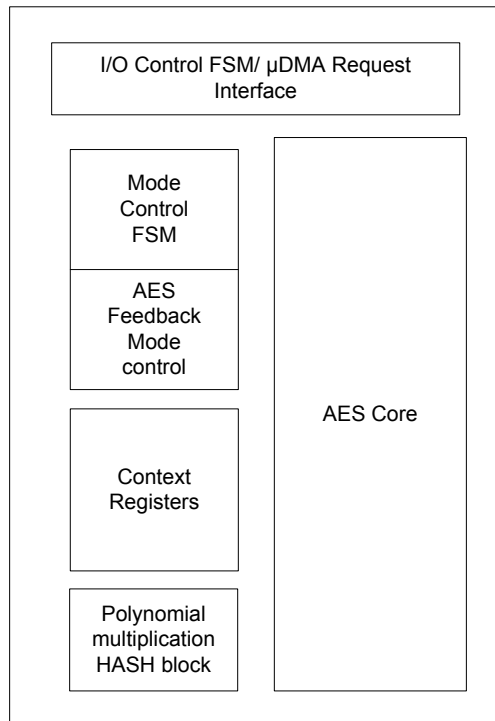 I/O Control FSM/ µDMA Request
Interface
Mode
Control
FSM
AES
Feedback
Mode
control
Context
Registers
Polynomial
multiplication
HASH block
AES Core